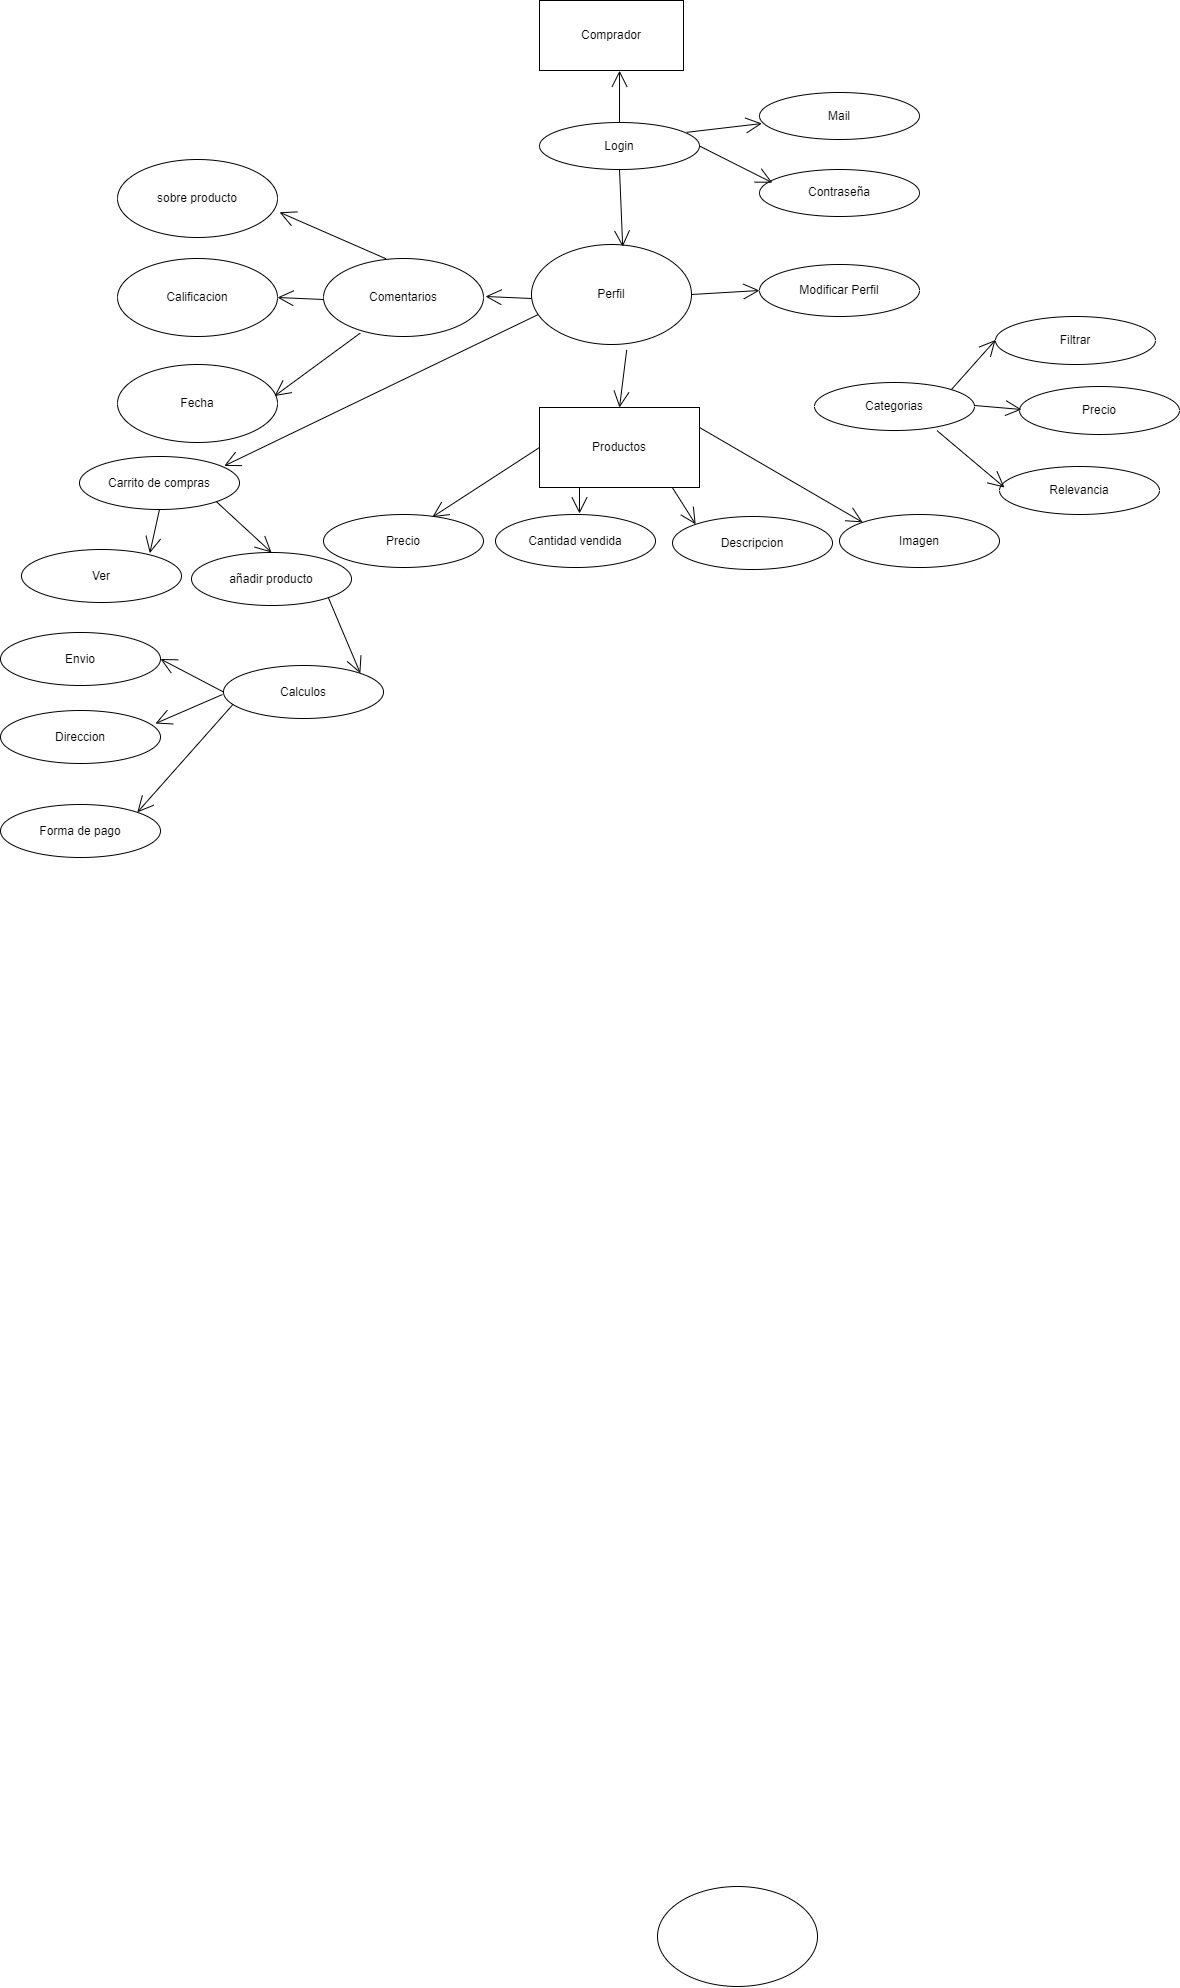 Comprador
Mail
Login
Contraseña
sobre producto
Modificar Perfil
Perfil
Comentarios
Calificacion
Filtrar
Fecha
Categorias
Precio
Productos
Carrito de compras
Relevancia
Precio
Cantidad vendida
Descripcion
Imagen
Ver
añadir producto
Envio
Calculos
Direccion
Forma de pago